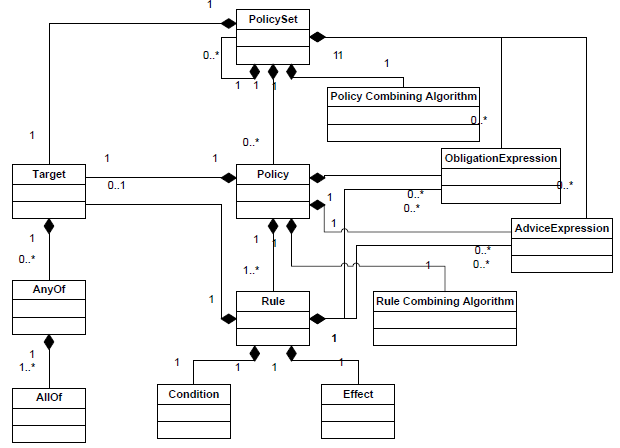 1
PolicySet
0..*
11
1
1
1
1
Policy Combining Algorithm
0..*
1
0..*
ObligationExpression
1
1
Target
Policy
0..1
0..*
0..*
1
0..*
1
AdviceExpression
1
1
1
0..*
0..*
1..*
1
0..*
AnyOf
1
Rule
Rule Combining Algorithm
1
1
1..*
1
1
1
1
AllOf
Condition
Effect